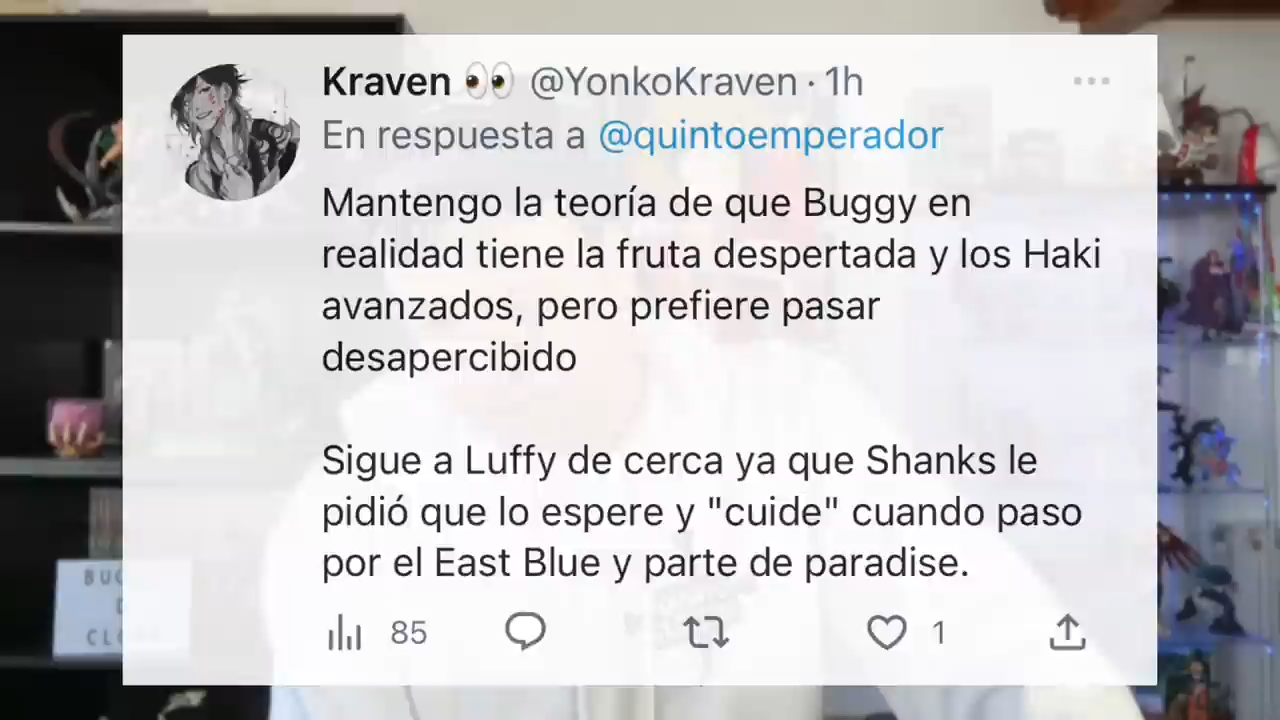 Kraven 👀 @YonkoKraven · 1h
En respuesta a @quintoemperador
Mantengo la teoría de que Buggy en
realidad tiene la fruta despertada y los Haki
avanzados, pero prefiere pasar
desapercibido
Sigue a Luffy de cerca ya que Shanks le
pidió que lo espere y "cuide" cuando paso
por el East Blue y parte de paradise.
85
1